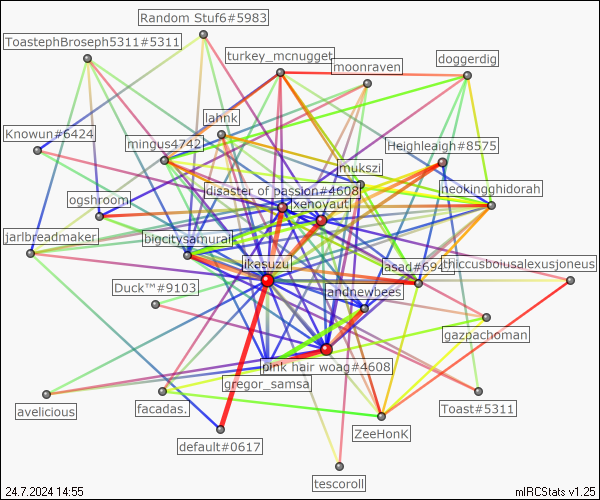 Random Stuf6#5983
ToastephBroseph5311#5311
turkey_mcnugget
moonraven
doggerdig
lahnk
Knowun#6424
mingus4742
Heighleaigh#8575
mukszi
disaster of passion#4608
neokingghidorah
ogshroom
xehoyaut
jarlbreadmaker
bigcitysamurai
ikasuzu
asad#694
chiccusboiusalexusjoneus
Duck™#9103
andnewbees
gazpachoman
pink hair woag#4608
gregor_samsa
avelicious
facadas.
Toast#5311
default#0617
ZeeHonK
tescoroll
24.7.2024 14:55
mIRCStats v1.25